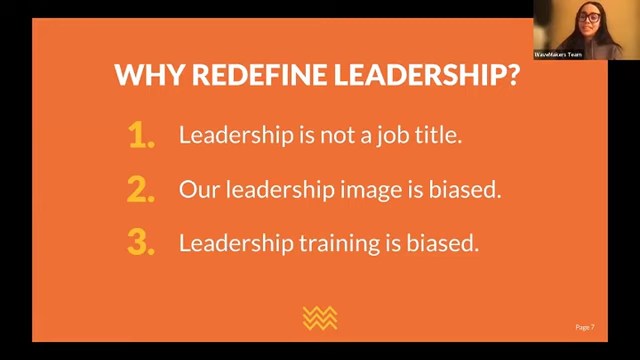 WaveMakers Team
WHY REDEFINE LEADERSHIP?
1. Leadership is not a job title.
2. Our leadership image is biased.
3. Leadership training is biased.
Page 7